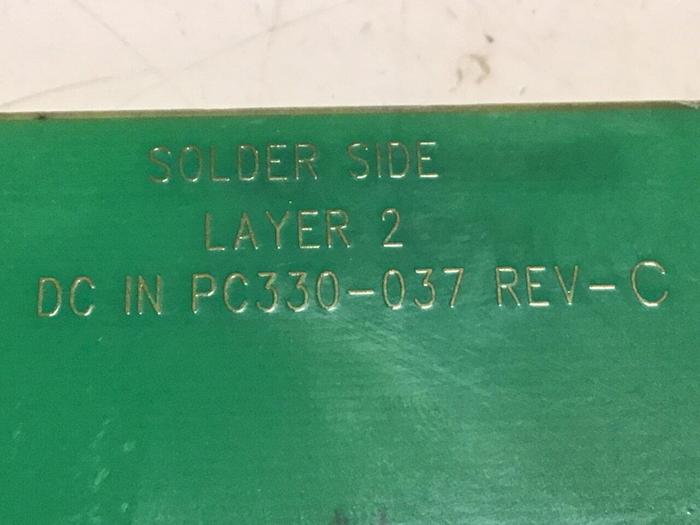 SOLDER SIDE
LAYER 2
DC IN PC330-037 REV-C